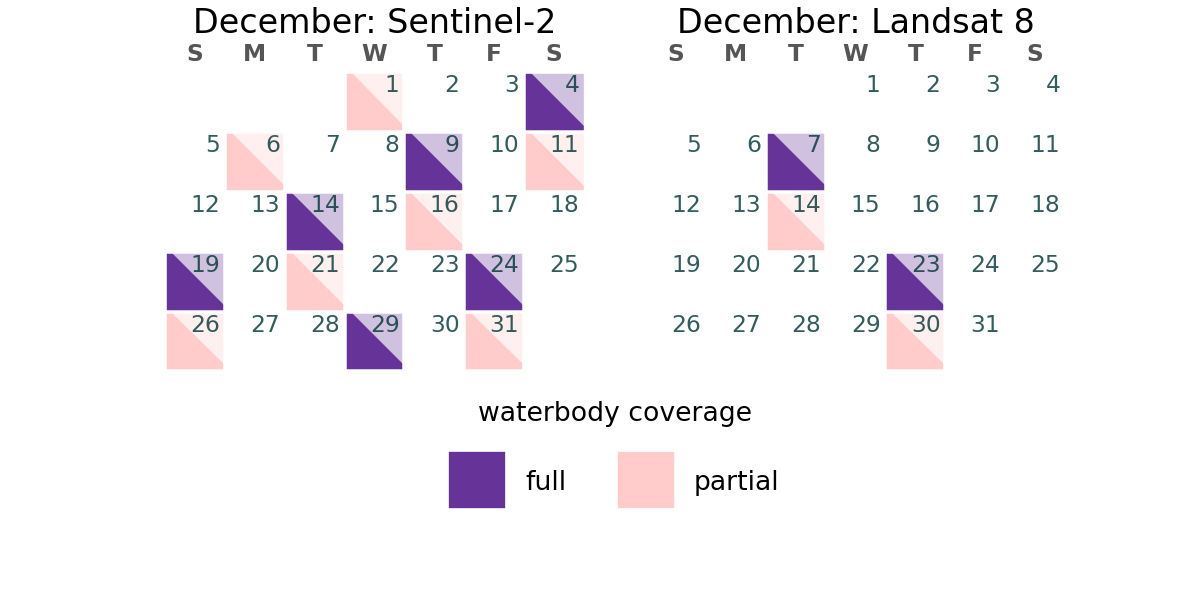 December: Sentinel-2
S M T W T F S
1 2 3 4
5 6 7 8 9 10 11
12 13 14 15 16 17 18
19 20 21 22 23 24 25
26 27 28 29 30 31
December: Landsat 8
S M T W T F S
1 2 3 4
5 6 7 8 9 10 11
12 13 14 15 16 17 18
19 20 21 22 23 24 25
26 27 28 29 30 31
waterbody coverage
full partial